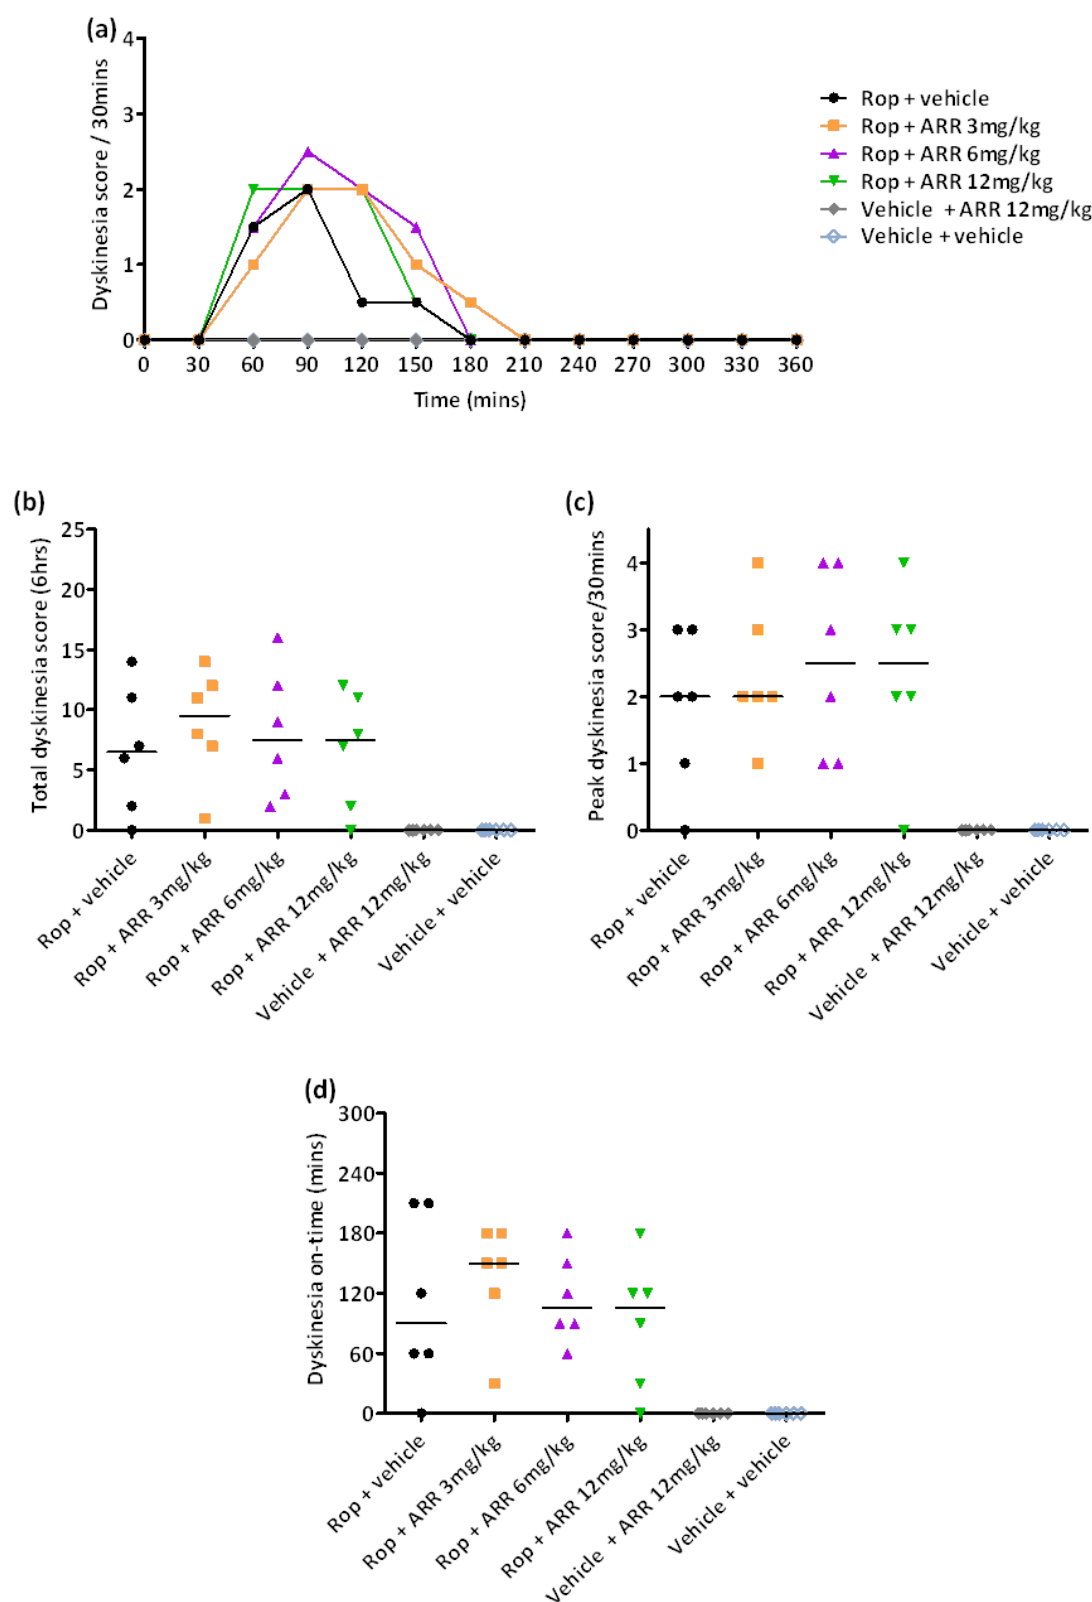 (a)
Dyskinesia score / 30mins
4
3
2
1
0
0 30 60 90 120 150 180 210 240 270 300 330 360
Time (mins)
Rop + vehicle
Rop + ARR 3mg/kg
Rop + ARR 6mg/kg
Rop + ARR 12mg/kg
Vehicle + ARR 12mg/kg
Vehicle + vehicle
(b)
Total dyskinesia score (6hrs)
25
20
15
10
5
0
Rop + vehicle
Rop + ARR 3mg/kg
Rop + ARR 6mg/kg
Rop + ARR 12mg/kg
Vehicle + ARR 12mg/kg
Vehicle + vehicle
(c)
Peak dyskinesia score/30mins
4
3
2
1
0
Rop + vehicle
Rop + ARR 3mg/kg
Rop + ARR 6mg/kg
Rop + ARR 12mg/kg
Vehicle + ARR 12mg/kg
Vehicle + vehicle
(d)
Dyskinesia on-time (mins)
300
240
180
120
60
0
Rop + vehicle
Rop + ARR 3mg/kg
Rop + ARR 6mg/kg
Rop + ARR 12mg/kg
Vehicle + ARR 12mg/kg
Vehicle + vehicle